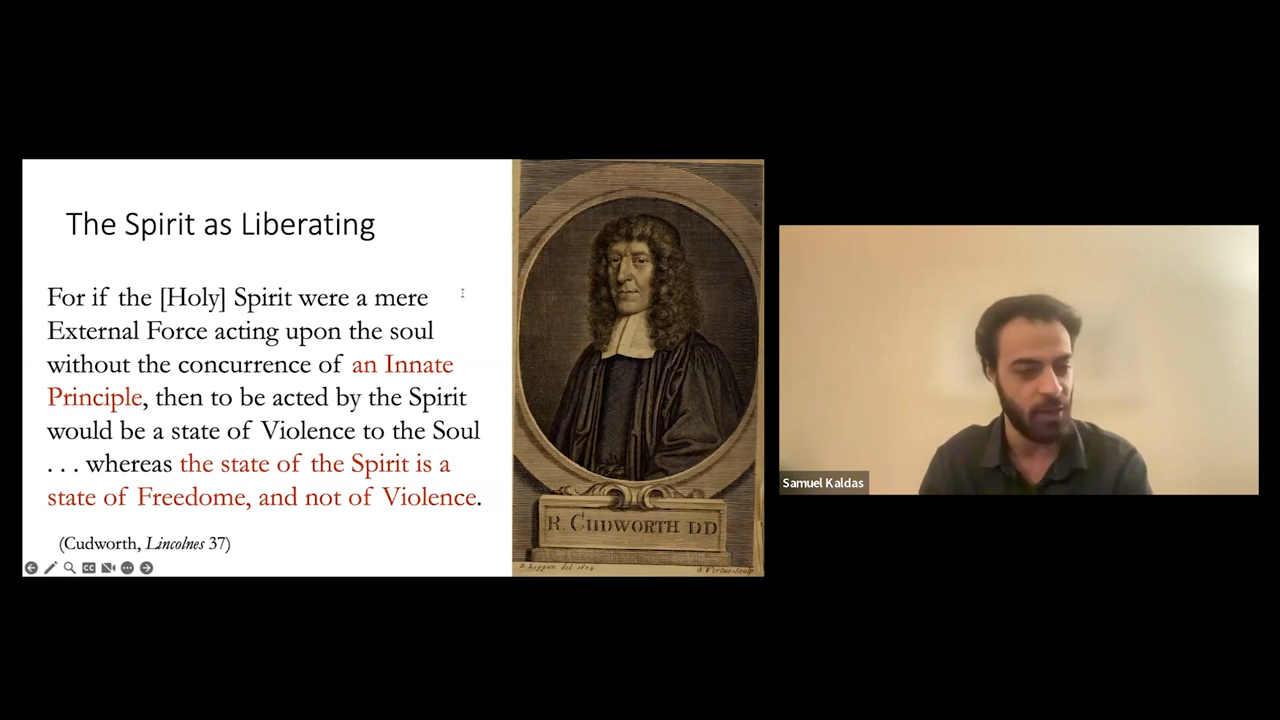 The Spirit as Liberating
For if the [Holy] Spirit were a mere
External Force acting upon the soul
without the concurrence of an Innate
Principle, then to be acted by the Spirit
would be a state of Violence to the Soul
. . . whereas the state of the Spirit is a
state of Freedome, and not of Violence.
(Cudworth, Lincolnes 37)
CC
R. CUDWORTH DD
Samuel Kaldas